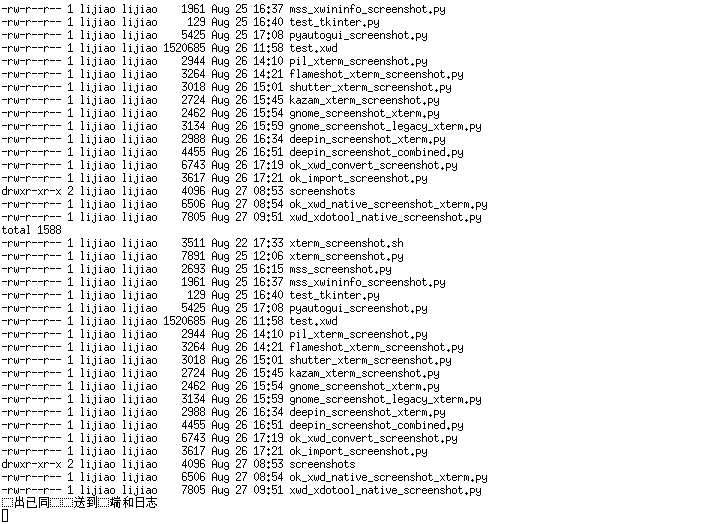 -rw-r--r-- 1 lijiao lijiao    1961 Aug 25 16:37 mss_xwininfo_screenshot.py
-rw-r--r-- 1 lijiao lijiao     129 Aug 25 16:40 test_tkinter.py
-rw-r--r-- 1 lijiao lijiao    5425 Aug 25 17:08 pyautogui_screenshot.py
-rw-r--r-- 1 lijiao lijiao 1520685 Aug 26 11:58 test.xwd
-rw-r--r-- 1 lijiao lijiao    2944 Aug 26 14:10 pil_xterm_screenshot.py
-rw-r--r-- 1 lijiao lijiao    3264 Aug 26 14:21 flameshot_xterm_screenshot.py
-rw-r--r-- 1 lijiao lijiao    3018 Aug 26 15:01 shutter_xterm_screenshot.py
-rw-r--r-- 1 lijiao lijiao    2724 Aug 26 15:45 kazam_xterm_screenshot.py
-rw-r--r-- 1 lijiao lijiao    2462 Aug 26 15:54 gnome_screenshot_xterm.py
-rw-r--r-- 1 lijiao lijiao    3134 Aug 26 15:59 gnome_screenshot_legacy_xterm.py
-rw-r--r-- 1 lijiao lijiao    2988 Aug 26 16:34 deepin_screenshot_xterm.py
-rw-r--r-- 1 lijiao lijiao    4455 Aug 26 16:51 deepin_screenshot_combined.py
-rw-r--r-- 1 lijiao lijiao    6743 Aug 26 17:19 ok_xwd_convert_screenshot.py
-rw-r--r-- 1 lijiao lijiao    3617 Aug 26 17:21 ok_import_screenshot.py
drwxr-xr-x 2 lijiao lijiao    4096 Aug 27 08:53 screenshots
-rw-r--r-- 1 lijiao lijiao    6506 Aug 27 08:54 ok_xwd_native_screenshot_xterm.py
-rw-r--r-- 1 lijiao lijiao    7805 Aug 27 09:51 xwd_xdotool_native_screenshot.py
total 1588
-rw-r--r-- 1 lijiao lijiao    3511 Aug 22 17:33 xterm_screenshot.sh
-rw-r--r-- 1 lijiao lijiao    7891 Aug 25 12:06 xterm_screenshot.py
-rw-r--r-- 1 lijiao lijiao    2693 Aug 25 16:15 mss_screenshot.py
-rw-r--r-- 1 lijiao lijiao    1961 Aug 25 16:37 mss_xwininfo_screenshot.py
-rw-r--r-- 1 lijiao lijiao     129 Aug 25 16:40 test_tkinter.py
-rw-r--r-- 1 lijiao lijiao    5425 Aug 25 17:08 pyautogui_screenshot.py
-rw-r--r-- 1 lijiao lijiao 1520685 Aug 26 11:58 test.xwd
-rw-r--r-- 1 lijiao lijiao    2944 Aug 26 14:10 pil_xterm_screenshot.py
-rw-r--r-- 1 lijiao lijiao    3264 Aug 26 14:21 flameshot_xterm_screenshot.py
-rw-r--r-- 1 lijiao lijiao    3018 Aug 26 15:01 shutter_xterm_screenshot.py
-rw-r--r-- 1 lijiao lijiao    2724 Aug 26 15:45 kazam_xterm_screenshot.py
-rw-r--r-- 1 lijiao lijiao    2462 Aug 26 15:54 gnome_screenshot_xterm.py
-rw-r--r-- 1 lijiao lijiao    3134 Aug 26 15:59 gnome_screenshot_legacy_xterm.py
-rw-r--r-- 1 lijiao lijiao    2988 Aug 26 16:34 deepin_screenshot_xterm.py
-rw-r--r-- 1 lijiao lijiao    4455 Aug 26 16:51 deepin_screenshot_combined.py
-rw-r--r-- 1 lijiao lijiao    6743 Aug 26 17:19 ok_xwd_convert_screenshot.py
-rw-r--r-- 1 lijiao lijiao    3617 Aug 26 17:21 ok_import_screenshot.py
drwxr-xr-x 2 lijiao lijiao    4096 Aug 27 08:53 screenshots
-rw-r--r-- 1 lijiao lijiao    6506 Aug 27 08:54 ok_xwd_native_screenshot_xterm.py
-rw-r--r-- 1 lijiao lijiao    7805 Aug 27 09:51 xwd_xdotool_native_screenshot.py
出已同送到端和日志